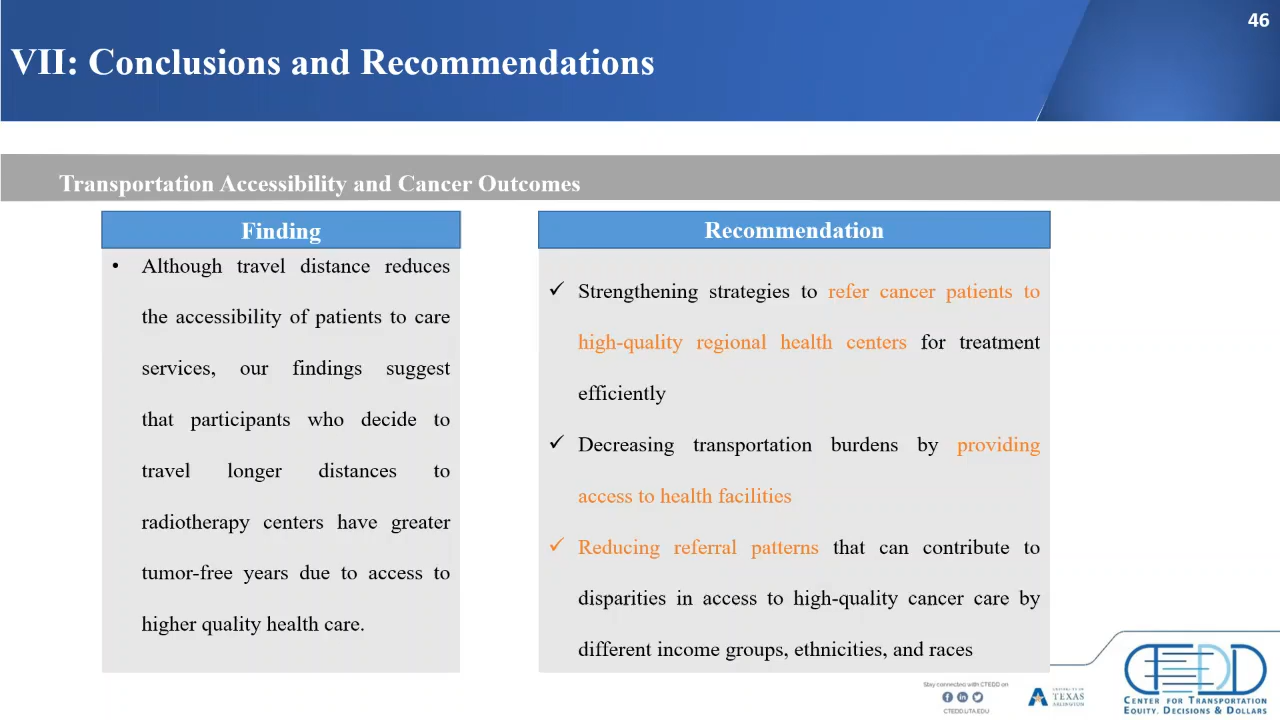 46
VII: Conclusions and Recommendations
Transportation Accessibility and Cancer Outcomes
Finding
• Although travel distance reduces
the accessibility of patients to care
services, our findings suggest
that participants who decide to
travel longer distances to
radiotherapy centers have greater
tumor-free years due to access to
higher quality health care.
Recommendation
✓ Strengthening strategies to refer cancer patients to
high-quality regional health centers for treatment
efficiently
✓ Decreasing transportation burdens by providing
access to health facilities
✓ Reducing referral patterns that can contribute to
disparities in access to high-quality cancer care by
different income groups, ethnicities, and races
Stay connected with CTEDD on
CTEDD.UTA.EDU
UNIVERSITY OF
TEXAS
ARLINGTON
CTEDD
CENTER FOR TRANSPORTATION
EQUITY, DECISIONS & DOLLARS